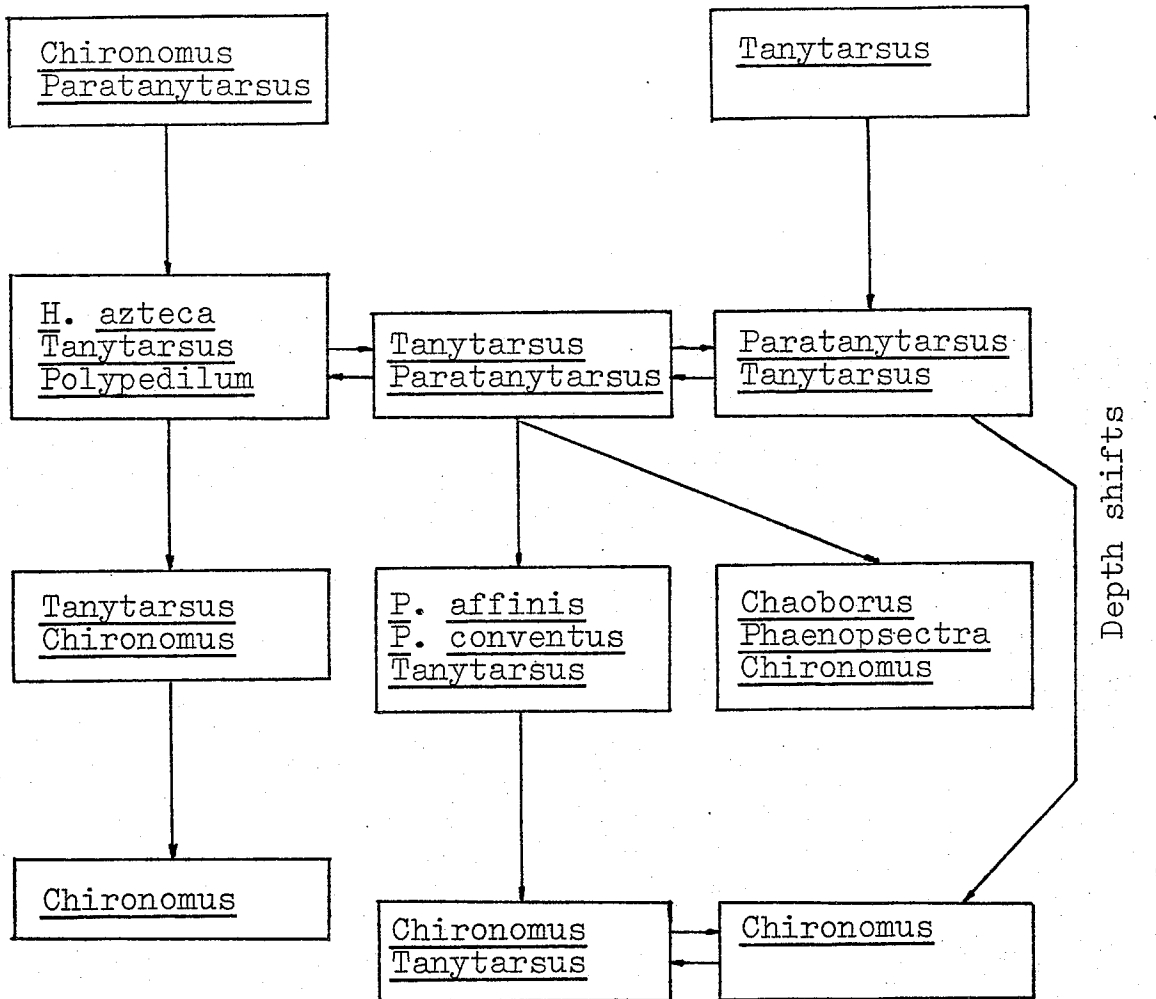 Chironomus
Paratanytarsus
Tanytarsus
H. azteca
Tanytarsus
Polypedilum
Tanytarsus
Paratanytarsus
Paratanytarsus
Tanytarsus
Depth shifts
Tanytarsus
Chironomus
P. affinis
P. conventus
Tanytarsus
Chaoborus
Phaenopsectra
Chironomus
Chironomus
Chironomus
Tanytarsus
Chironomus